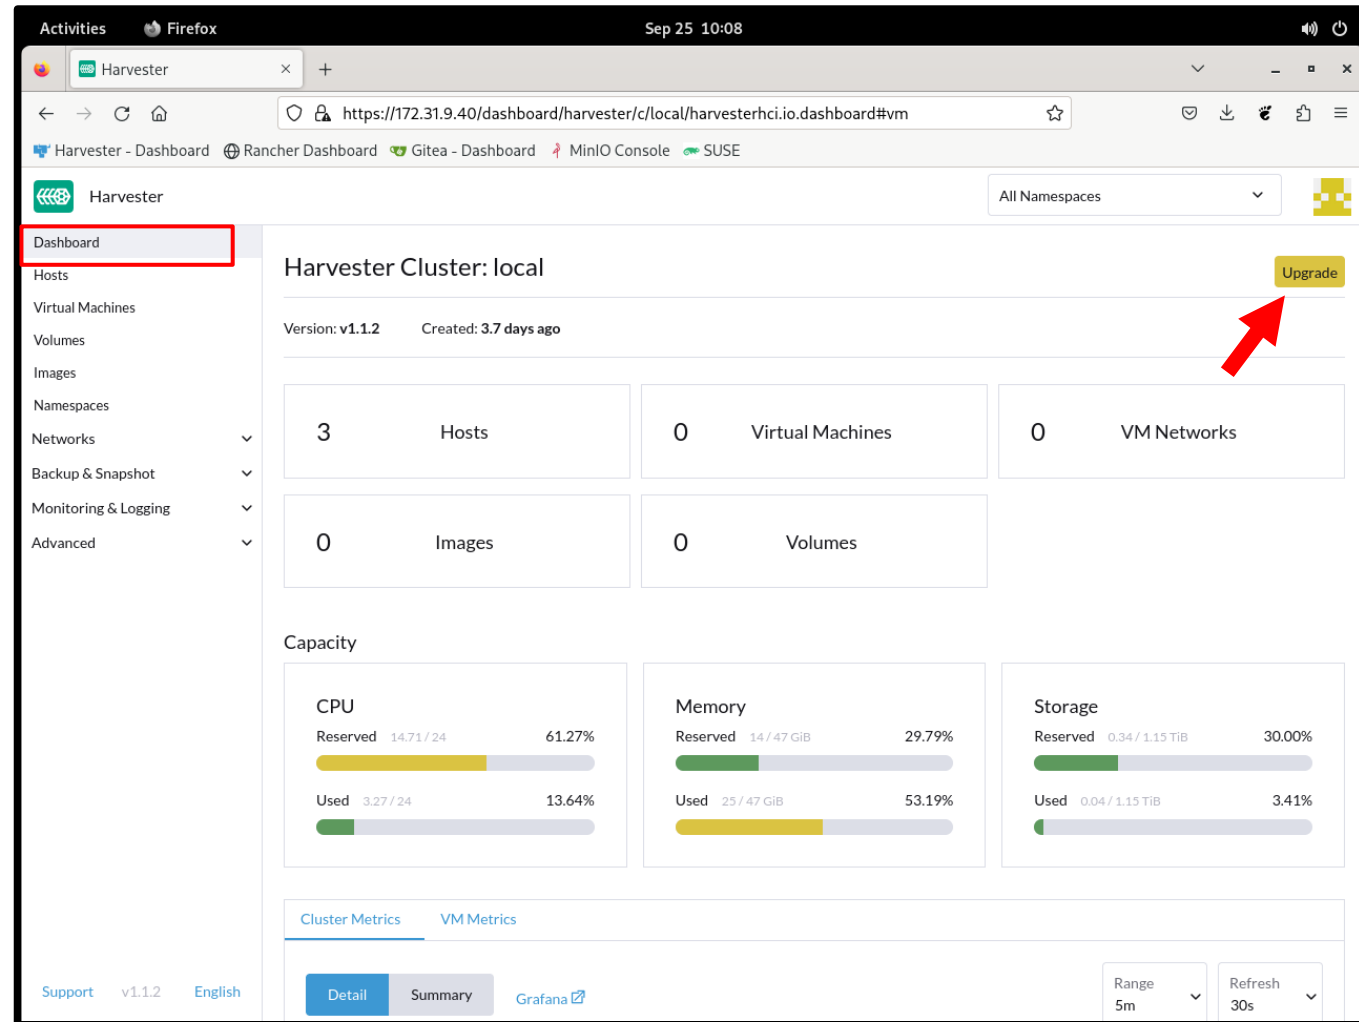 Activities Firefox Sep 25 10:08
Harvester
https://172.31.9.40/dashboard/harvester/c/local/harvesterhci.io.dashboard#vm
Harvester - Dashboard Rancher Dashboard Gitea - Dashboard MinIO Console SUSE
Harvester All Namespaces
Dashboard
Hosts
Virtual Machines
Volumes
Images
Namespaces
Networks
Backup & Snapshot
Monitoring & Logging
Advanced
Support v1.1.2 English
Harvester Cluster: local
Upgrade
Version: v1.1.2 Created: 3.7 days ago
3 Hosts
0 Virtual Machines
0 VM Networks
0 Images
0 Volumes
Capacity
CPU
Reserved 14.71 / 24 61.27%
Used 3.27 / 24 13.64%
Memory
Reserved 14 / 47 GiB 29.79%
Used 25 / 47 GiB 53.19%
Storage
Reserved 0.34 / 1.15 TiB 30.00%
Used 0.04 / 1.15 TiB 3.41%
Cluster Metrics VM Metrics
Detail Summary Grafana
Range
5m
Refresh
30s